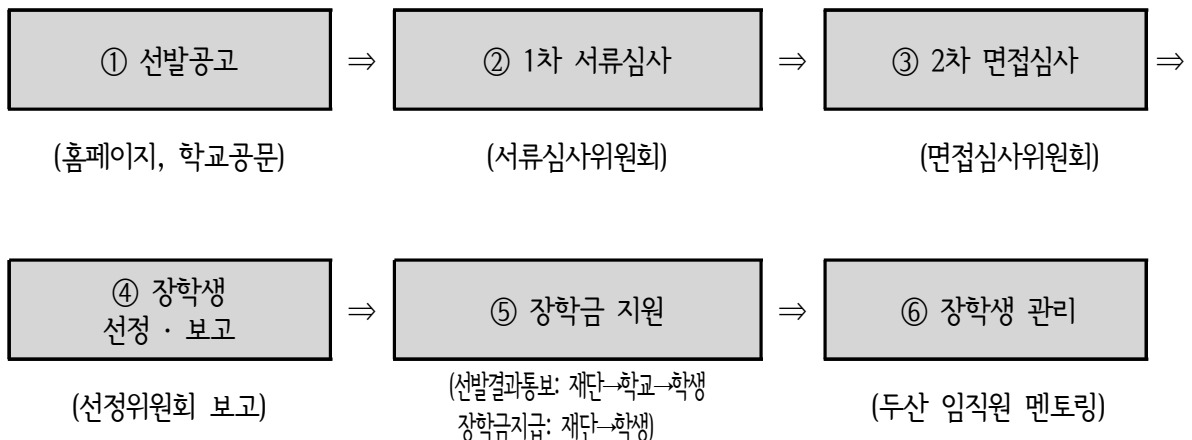 ① 선발공고 ⇒ ② 1차 서류심사 ⇒ ③ 2차 면접심사 ⇒
(홈페이지, 학교공문) (서류심사위원회) (면접심사위원회)
④ 장학생
선정 · 보고 ⇒ ⑤ 장학금 지원 ⇒ ⑥ 장학생 관리
(선정위원회 보고) (선발결과통보: 재단→학교→학생
장학금지급: 재단→학생) (두산 임직원 멘토링)